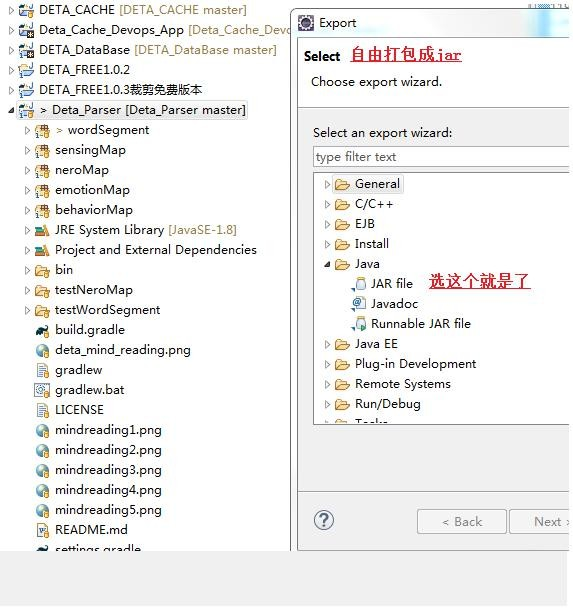 DETA_CACHE [DETA_CACHE master]
Deta_Cache_Devops_App [Deta_Cache_Devo
DETA_DataBase [DETA_DataBase master]
DETA_FREE1.0.2
DETA_FREE1.0.3裁剪免费版本
> Deta_Parser [Deta_Parser master]
> wordSegment
sensingMap
neroMap
emotionMap
behaviorMap
JRE System Library [JavaSE-1.8]
Project and External Dependencies
bin
testNeroMap
testWordSegment
build.gradle
deta_mind_reading.png
gradlew
gradlew.bat
LICENSE
mindreading1.png
mindreading2.png
mindreading3.png
mindreading4.png
mindreading5.png
README.md
settings.gradle
Export
Select 自由打包成jar
Choose export wizard.
Select an export wizard:
type filter text
General
C/C++
EJB
Install
Java
JAR file 选这个就是了
Javadoc
Runnable JAR file
Java EE
Plug-in Development
Remote Systems
Run/Debug
Tasks
? < Back Next >